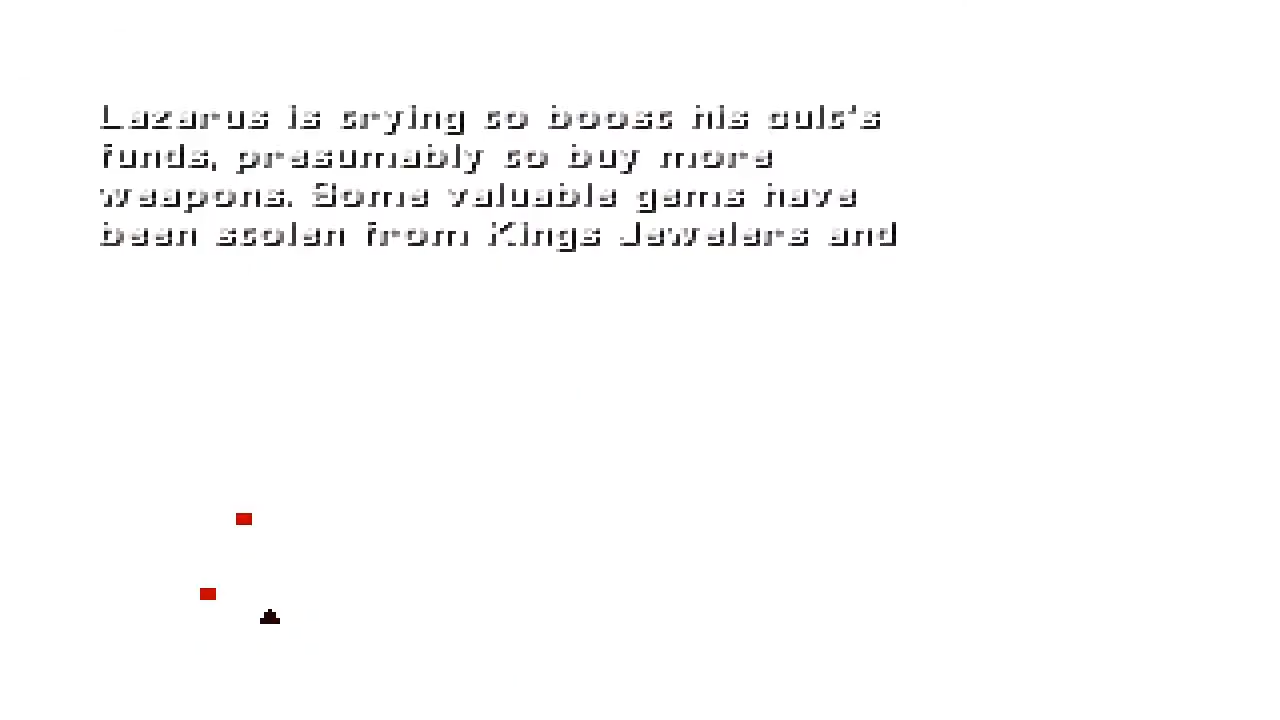 Lazarus is trying to boost his cult's
funds, presumably to buy more
weapons. Some valuable gems have
been stolen from Kings Jewelers and